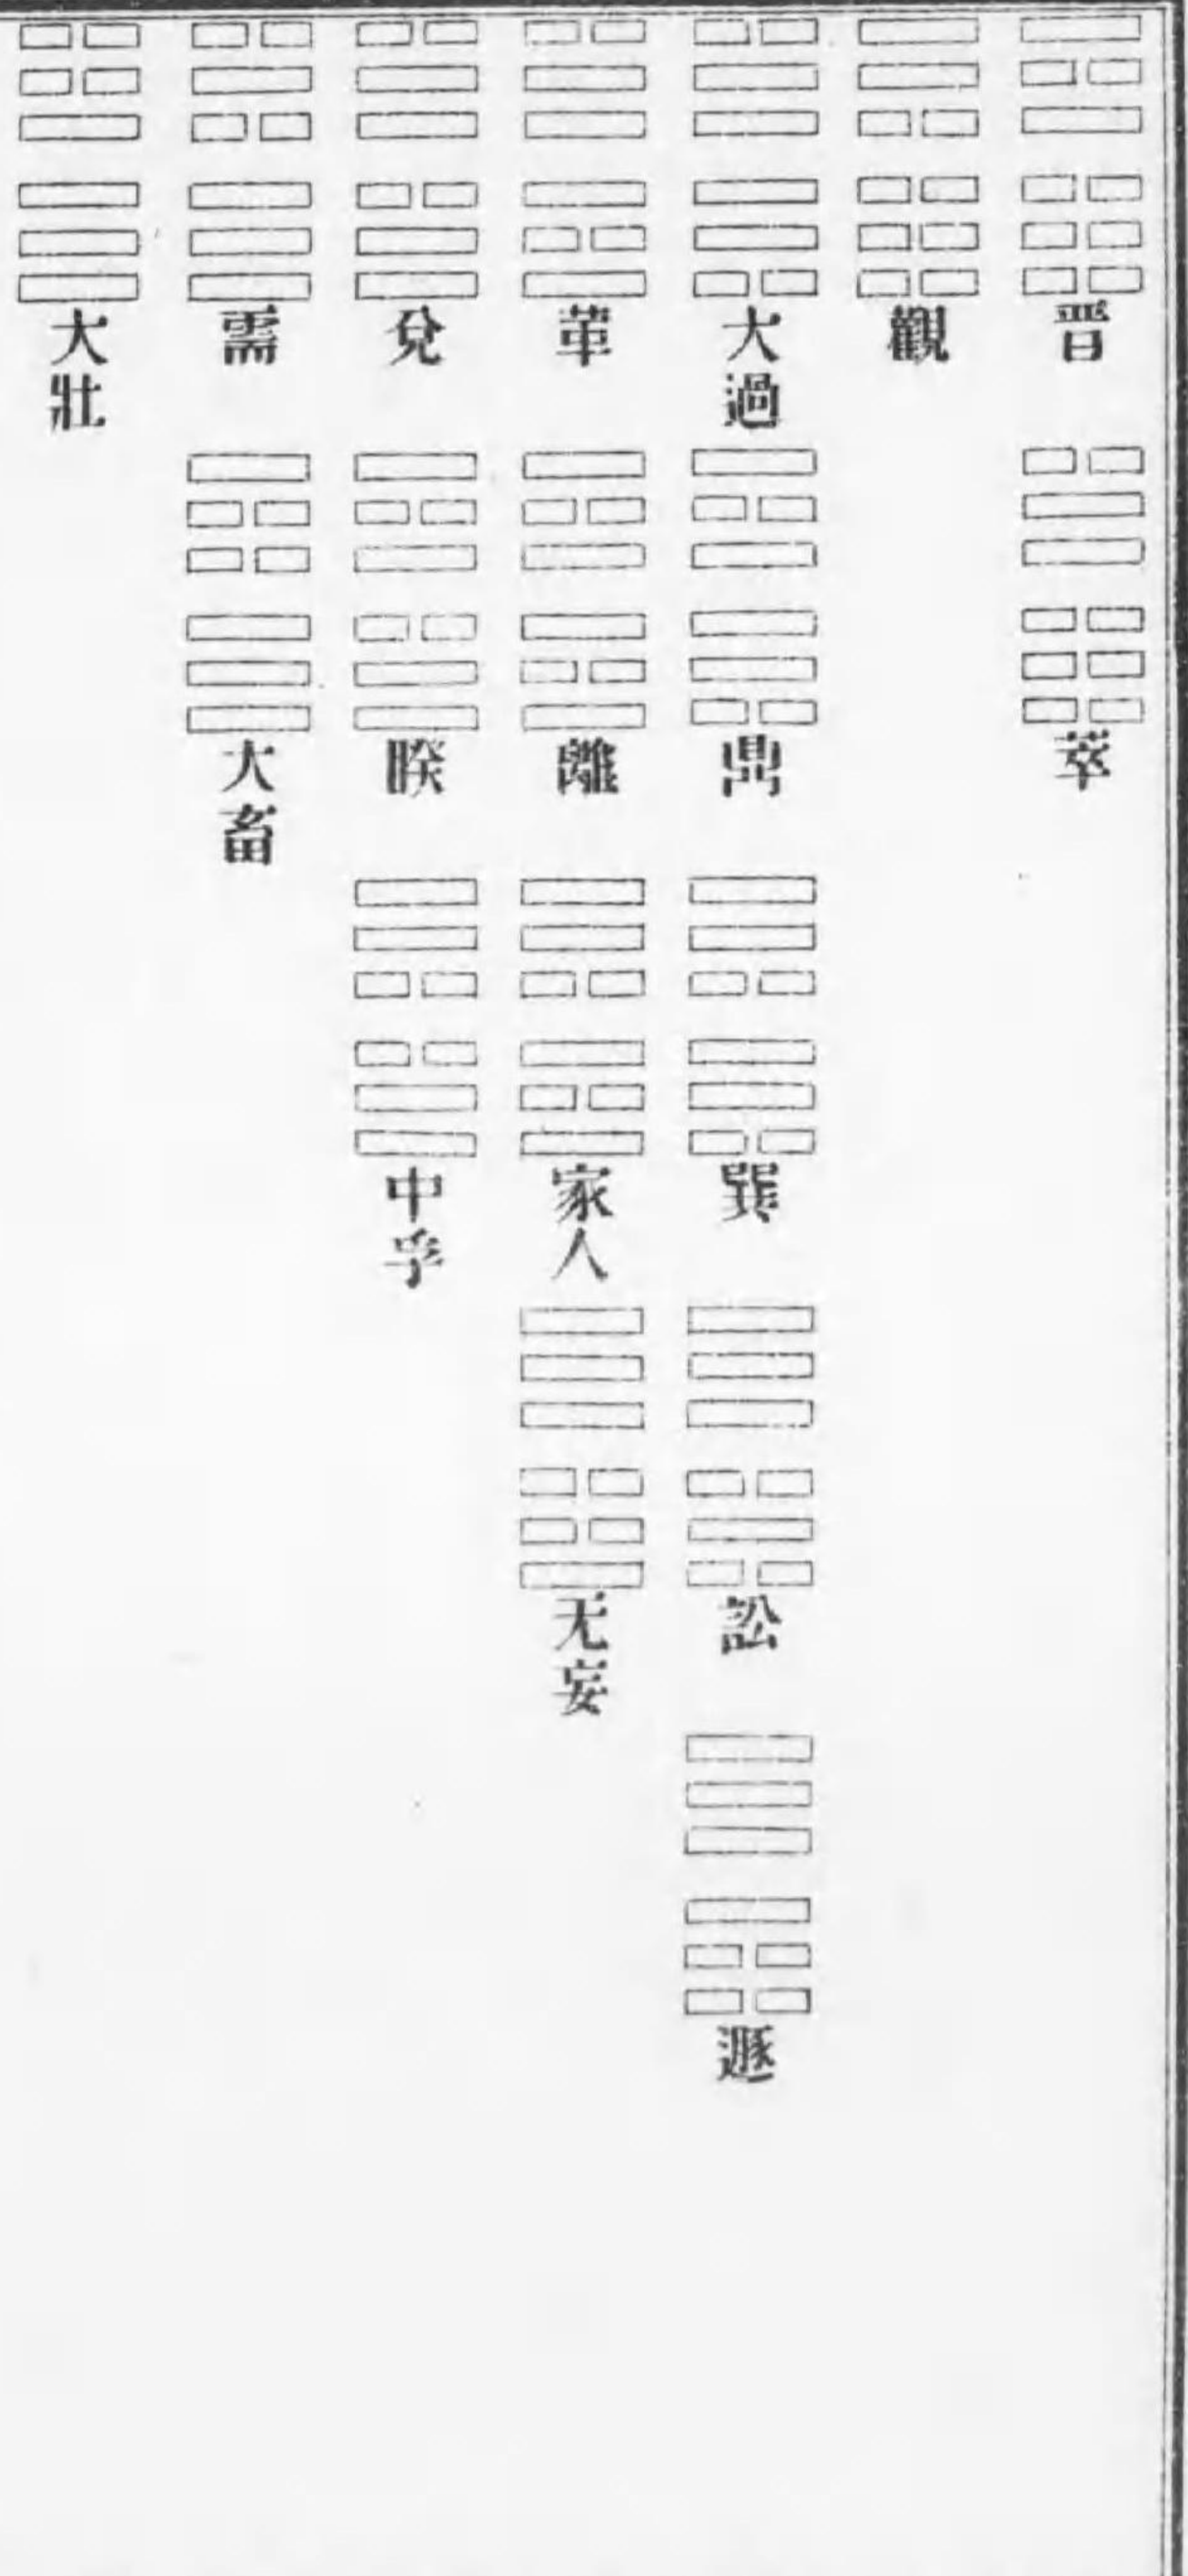 晋
萃
觀
大過
鼎
巽
訟
遯
革
離
家人
无妄
兌
睽
中孚
需
大畜
大壯